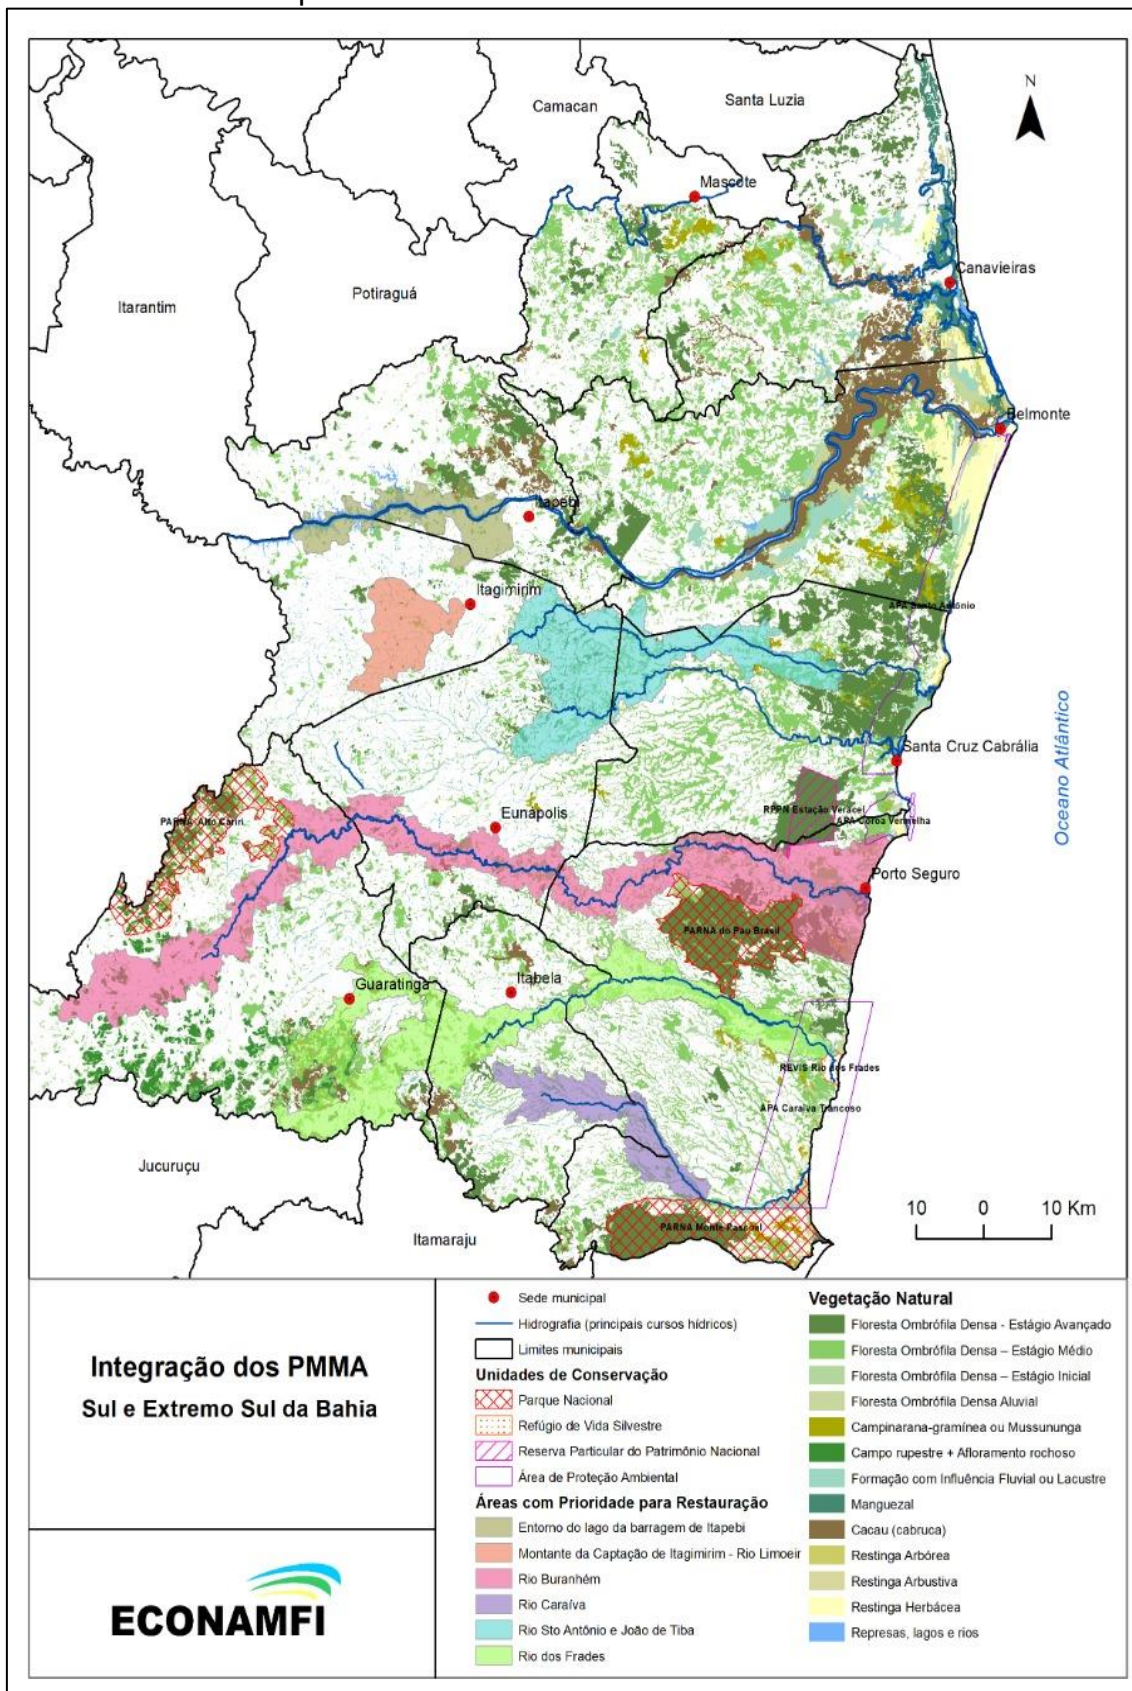 Camacan
Santa Luzia
N
Mascote
Canavieiras
Itarantim
Potiraguá
Belmonte
Itapebi
Itagimirim
APA Santo Antônio
Oceano Atlântico
Santa Cruz Cabrália
RPPN Estação Veracel
APA Coroa Vermelha
PARNA Alto Cariri
Eunápolis
Porto Seguro
PARNA do Pau Brasil
Guaratinga
Itabela
REVIS Rio dos Frades
APA Caraíva Trancoso
Jucuruçu
Itamaraju
PARNA Monte Pascoal
10 0 10 Km
Integração dos PMMA
Sul e Extremo Sul da Bahia
ECONAMFI
Sede municipal
Hidrografia (principais cursos hídricos)
Limites municipais
Unidades de Conservação
Parque Nacional
Refúgio de Vida Silvestre
Reserva Particular do Patrimônio Nacional
Área de Proteção Ambiental
Áreas com Prioridade para Restauração
Entorno do lago da barragem de Itapebi
Montante da Captação de Itagimirim - Rio Limoeir
Rio Buranhém
Rio Caraíva
Rio Sto Antônio e João de Tiba
Rio dos Frades
Vegetação Natural
Floresta Ombrófila Densa - Estágio Avançado
Floresta Ombrófila Densa – Estágio Médio
Floresta Ombrófila Densa – Estágio Inicial
Floresta Ombrófila Densa Aluvial
Campinarana-gramínea ou Mussununga
Campo rupestre + Afloramento rochoso
Formação com Influência Fluvial ou Lacustre
Manguezal
Cacau (cabruca)
Restinga Arbórea
Restinga Arbustiva
Restinga Herbácea
Represas, lagos e rios